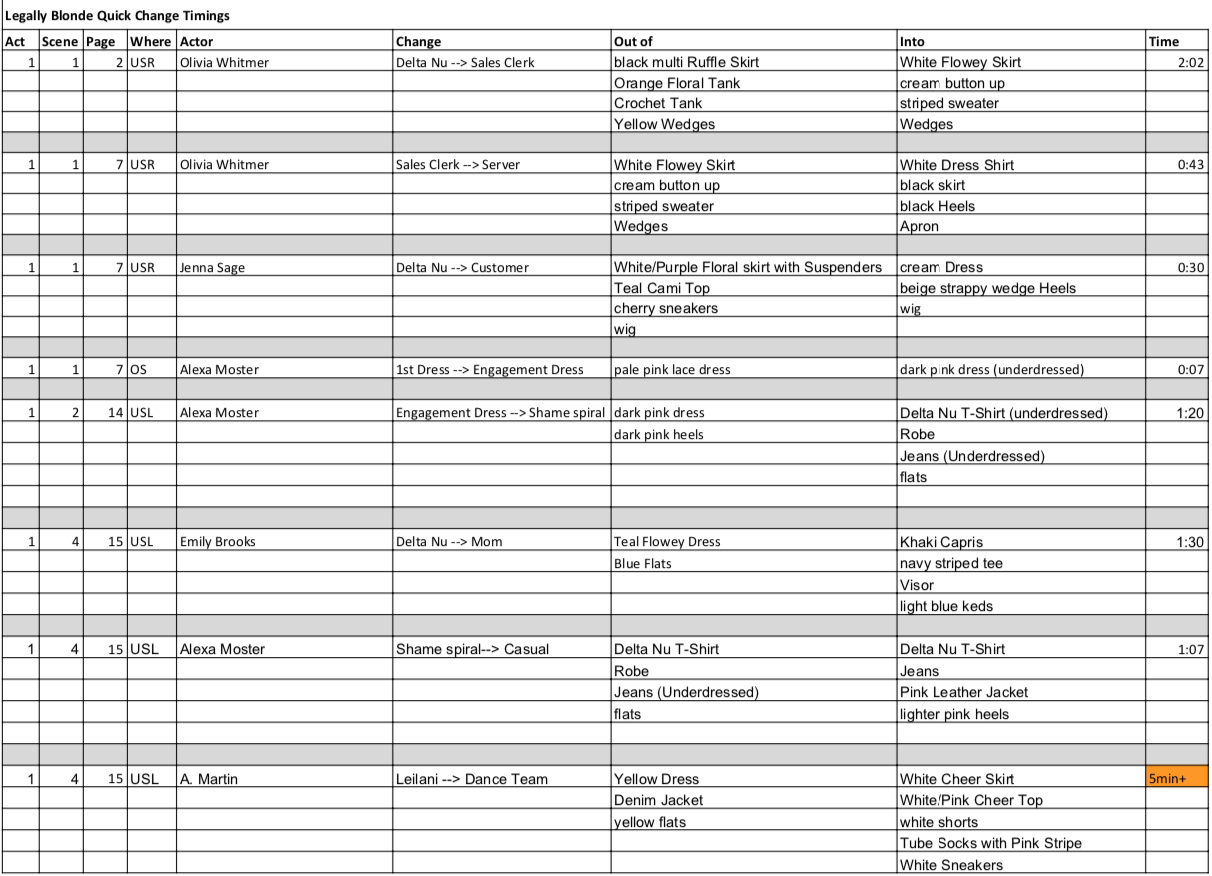 Legally Blonde Quick Change Timings
Act Scene Page Where Actor Change Out of Into Time
1 1 2 USR Olivia Whitmer Delta Nu --> Sales Clerk black multi Ruffle Skirt White Flowey Skirt 2:02
Orange Floral Tank cream button up
Crochet Tank striped sweater
Yellow Wedges Wedges
1 1 7 USR Olivia Whitmer Sales Clerk --> Server White Flowey Skirt White Dress Shirt 0:43
cream button up black skirt
striped sweater black Heels
Wedges Apron
1 1 7 USR Jenna Sage Delta Nu --> Customer White/Purple Floral skirt with Suspenders cream Dress 0:30
Teal Cami Top beige strappy wedge Heels
cherry sneakers wig
wig
1 1 7 OS Alexa Moster 1st Dress --> Engagement Dress pale pink lace dress dark pink dress (underdressed) 0:07
1 2 14 USL Alexa Moster Engagement Dress --> Shame spiral dark pink dress Delta Nu T-Shirt (underdressed) 1:20
dark pink heels Robe
Jeans (Underdressed)
flats
1 4 15 USL Emily Brooks Delta Nu --> Mom Teal Flowey Dress Khaki Capris 1:30
Blue Flats navy striped tee
Visor
light blue keds
1 4 15 USL Alexa Moster Shame spiral--> Casual Delta Nu T-Shirt Delta Nu T-Shirt 1:07
Robe Jeans
Jeans (Underdressed) Pink Leather Jacket
flats lighter pink heels
1 4 15 USL A. Martin Leilani --> Dance Team Yellow Dress White Cheer Skirt 5min+
Denim Jacket White/Pink Cheer Top
yellow flats white shorts
Tube Socks with Pink Stripe
White Sneakers